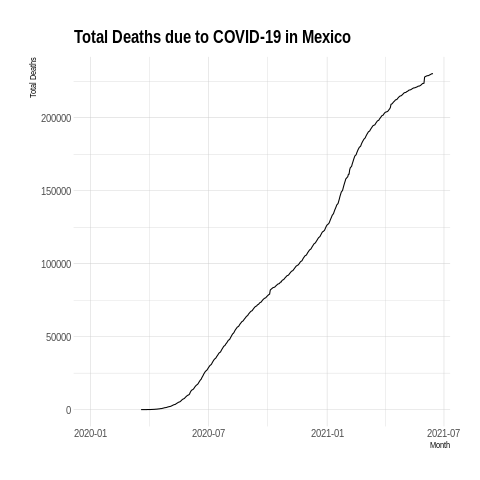 Total Deaths due to COVID-19 in Mexico
Total Deaths
200000
150000
100000
50000
0
2020-01 2020-07 2021-01 2021-07
Month